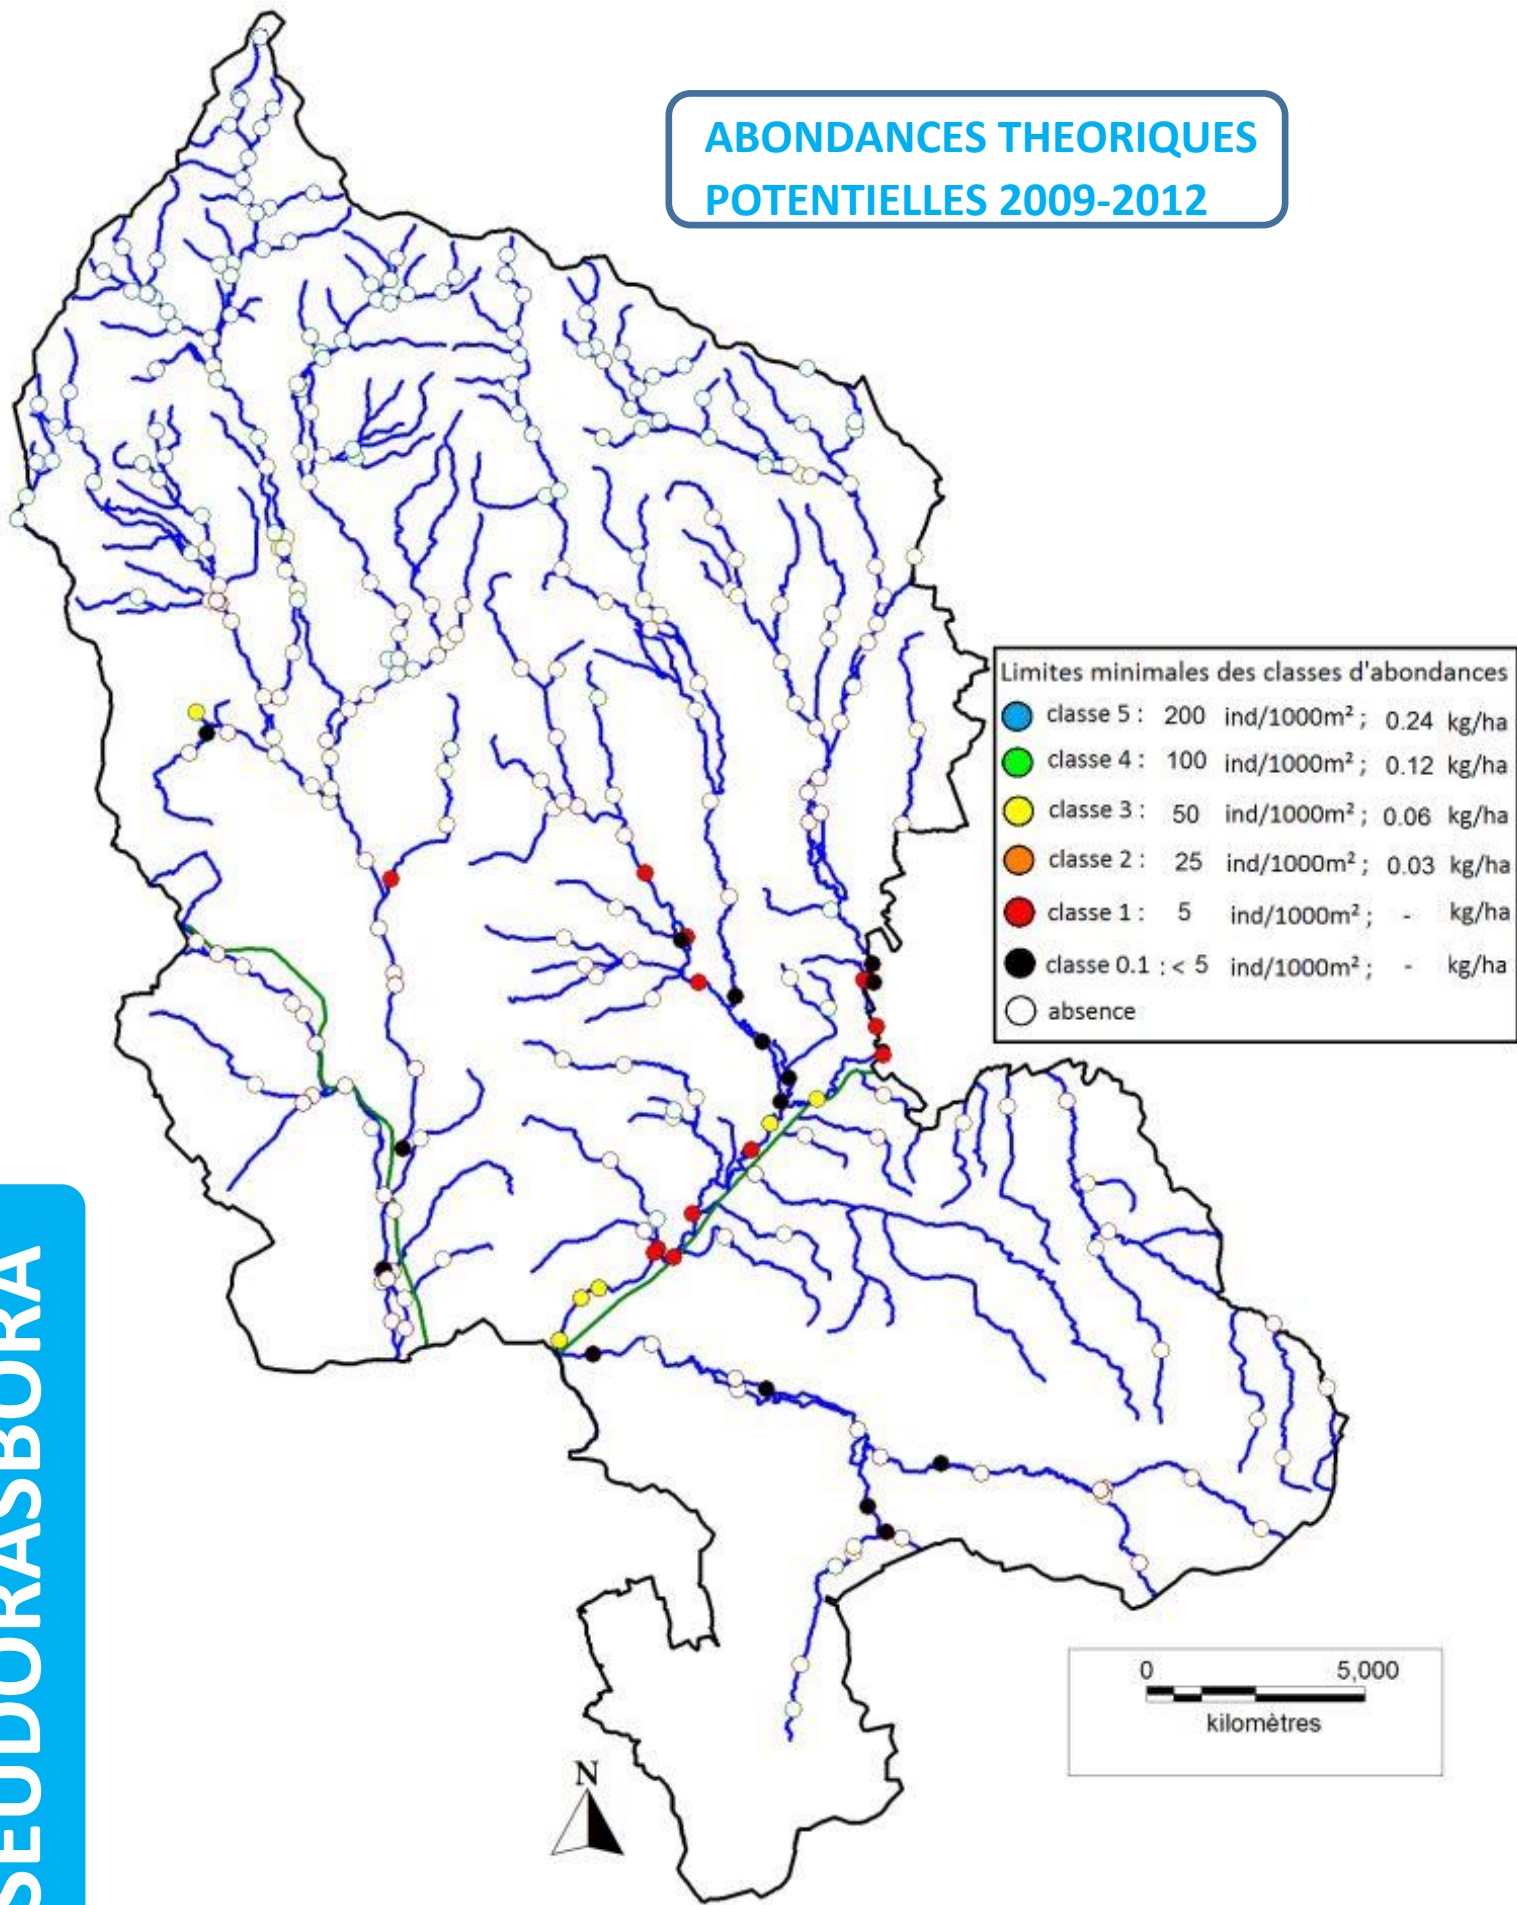 ABONDANCES THEORIQUES
POTENTIELLES 2009-2012
Limites minimales des classes d'abondances
classe 5 : 200 ind/1000m² ; 0.24 kg/ha
classe 4 : 100 ind/1000m² ; 0.12 kg/ha
classe 3 : 50 ind/1000m² ; 0.06 kg/ha
classe 2 : 25 ind/1000m² ; 0.03 kg/ha
classe 1 : 5 ind/1000m² ; - kg/ha
classe 0.1 : < 5 ind/1000m² ; - kg/ha
absence
SEUDORASBORA
0 5,000
kilomètres
N